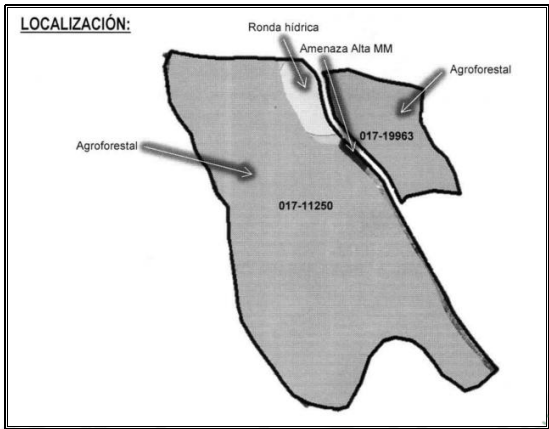 LOCALIZACIÓN:
Ronda hídrica
Amenaza Alta MM
Agroforestal
017-19963
Agroforestal
017-11250